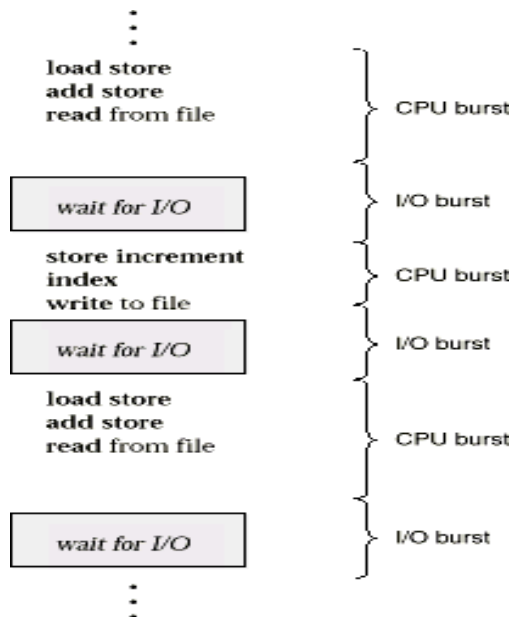 load store
add store
read from file
CPU burst
wait for I/O
I/O burst
store increment
index
write to file
CPU burst
wait for I/O
I/O burst
load store
add store
read from file
CPU burst
wait for I/O
I/O burst